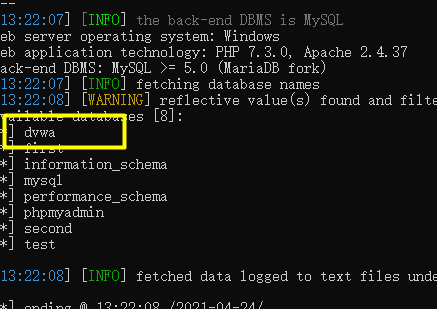 --
13:22:07] [INFO] the back-end DBMS is MySQL
eb server operating system: Windows
eb application technology: PHP 7.3.0, Apache 2.4.37
ack-end DBMS: MySQL >= 5.0 (MariaDB fork)
13:22:07] [INFO] fetching database names
13:22:08] [WARNING] reflective value(s) found and filte
vailable databases [8]:
*] dvwa
*] first
*] information_schema
*] mysql
*] performance_schema
*] phpmyadmin
*] second
*] test
13:22:08] [INFO] fetched data logged to text files unde
*] ending @ 13:22:08 /2021-04-24/